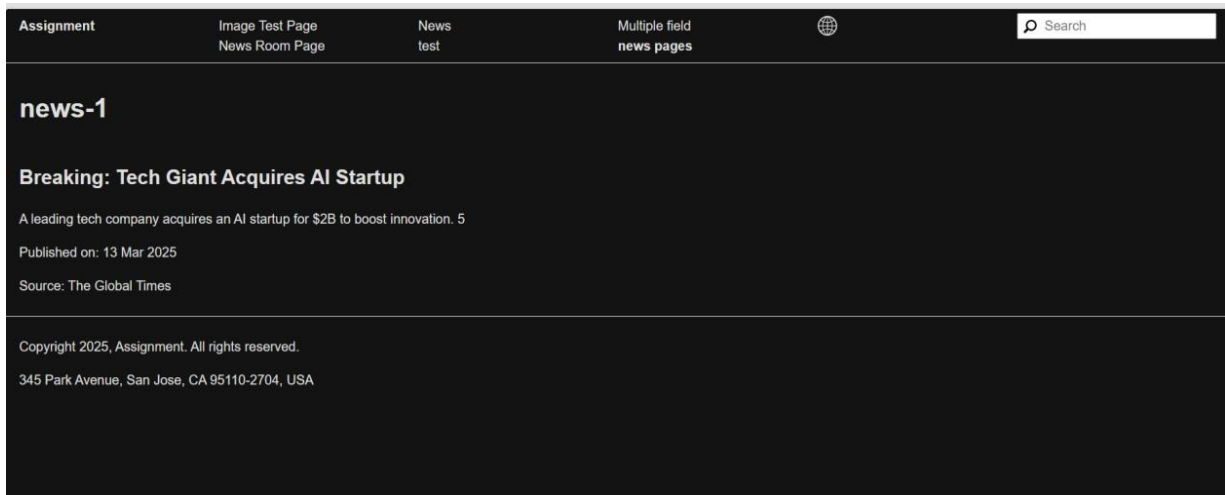 Assignment
Image Test Page
News
Multiple field
Search
News Room Page
test
news pages
news-1
Breaking: Tech Giant Acquires AI Startup
A leading tech company acquires an AI startup for $2B to boost innovation. 5
Published on: 13 Mar 2025
Source: The Global Times
Copyright 2025, Assignment. All rights reserved.
345 Park Avenue, San Jose, CA 95110-2704, USA